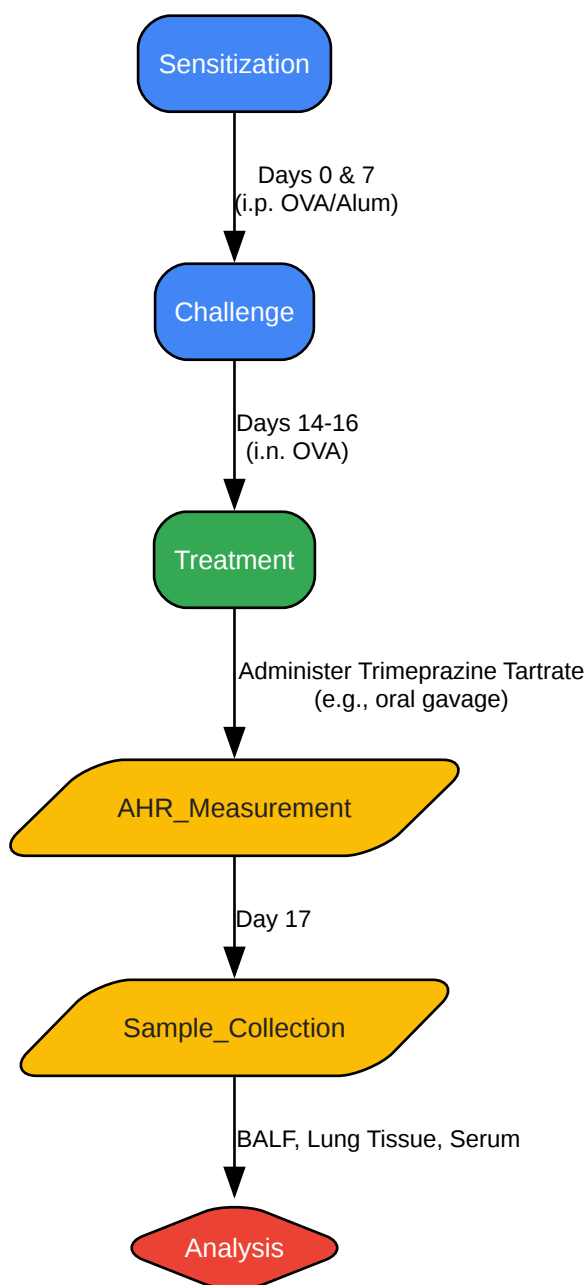 Sensitization
Days 0 & 7
(i.p. OVA/Alum)
Challenge
Days 14-16
(i.n. OVA)
Treatment
Administer Trimeprazine Tartrate
(e.g., oral gavage)
AHR_Measurement
Day 17
Sample_Collection
BALF, Lung Tissue, Serum
Analysis